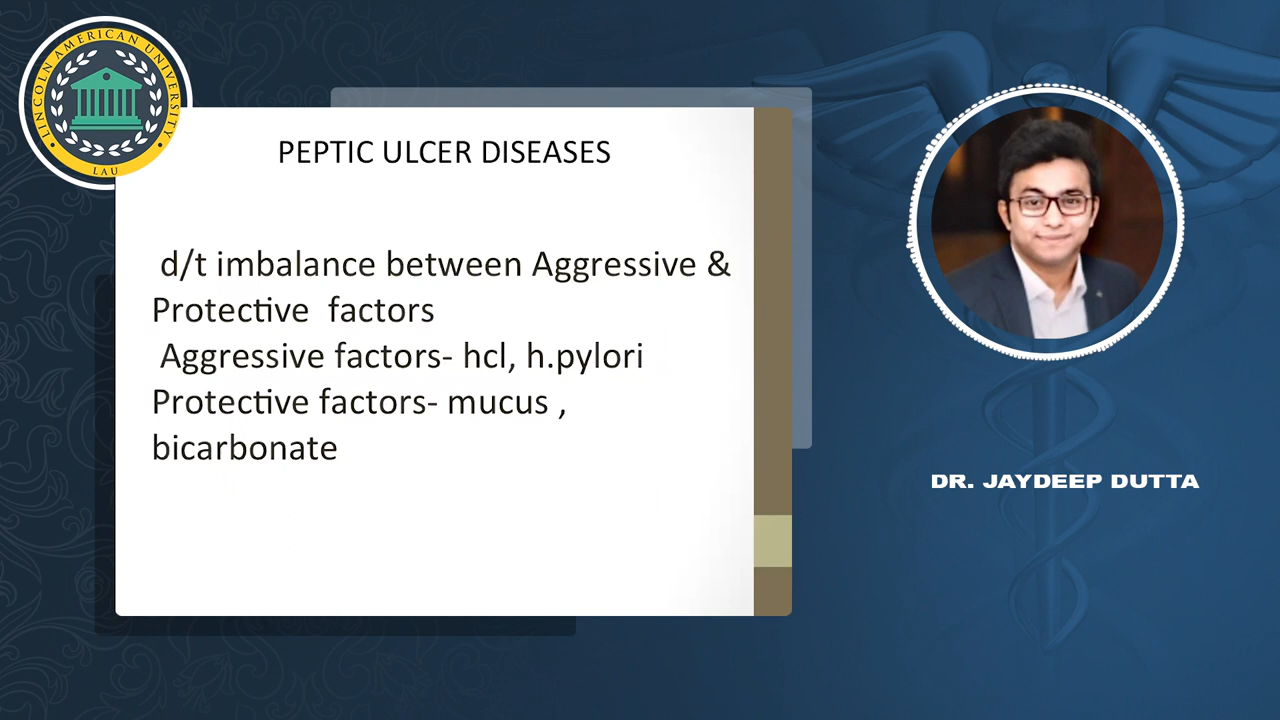 LINCOLN AMERICAN UNIVERSITY
LAU
PEPTIC ULCER DISEASES
d/t imbalance between Aggressive &
Protective factors
Aggressive factors- hcl, h.pylori
Protective factors- mucus ,
bicarbonate
DR. JAYDEEP DUTTA